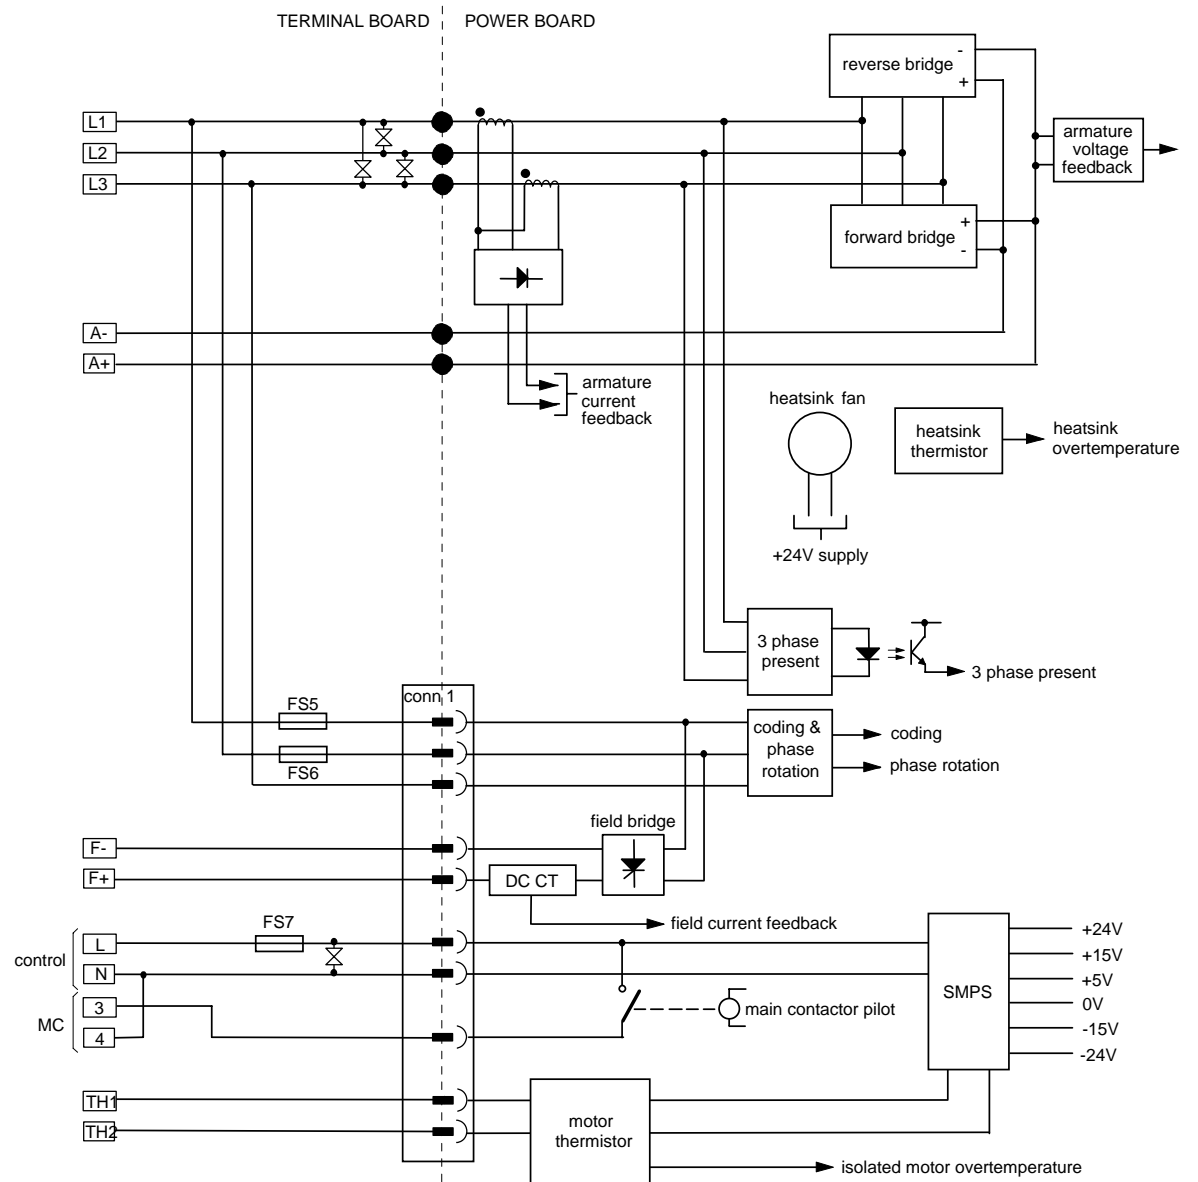 TERMINAL BOARD
POWER BOARD
reverse bridge
-
+
L1
L2
L3
armature
voltage
feedback
forward bridge
+
-
A-
A+
armature
current
feedback
heatsink fan
+24V supply
heatsink
thermistor
heatsink
overtemperature
3 phase
present
3 phase present
conn 1
FS5
FS6
coding &
phase
rotation
coding
phase rotation
field bridge
F-
F+
DC CT
field current feedback
FS7
control
L
N
MC
3
4
main contactor pilot
SMPS
+24V
+15V
+5V
0V
-15V
-24V
TH1
TH2
motor
thermistor
isolated motor overtemperature